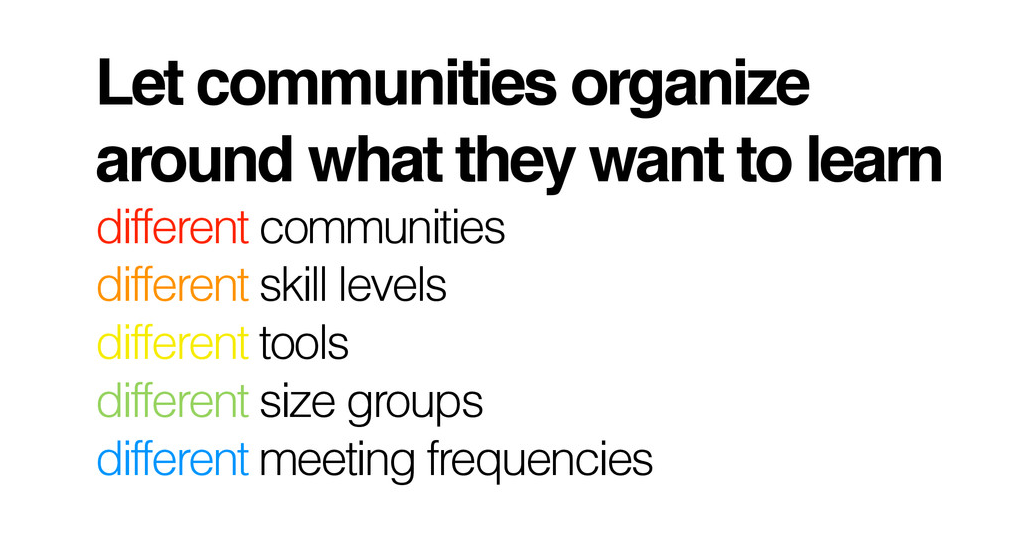 Let communities organize
around what they want to learn
different communities
different skill levels
different tools
different size groups
different meeting frequencies